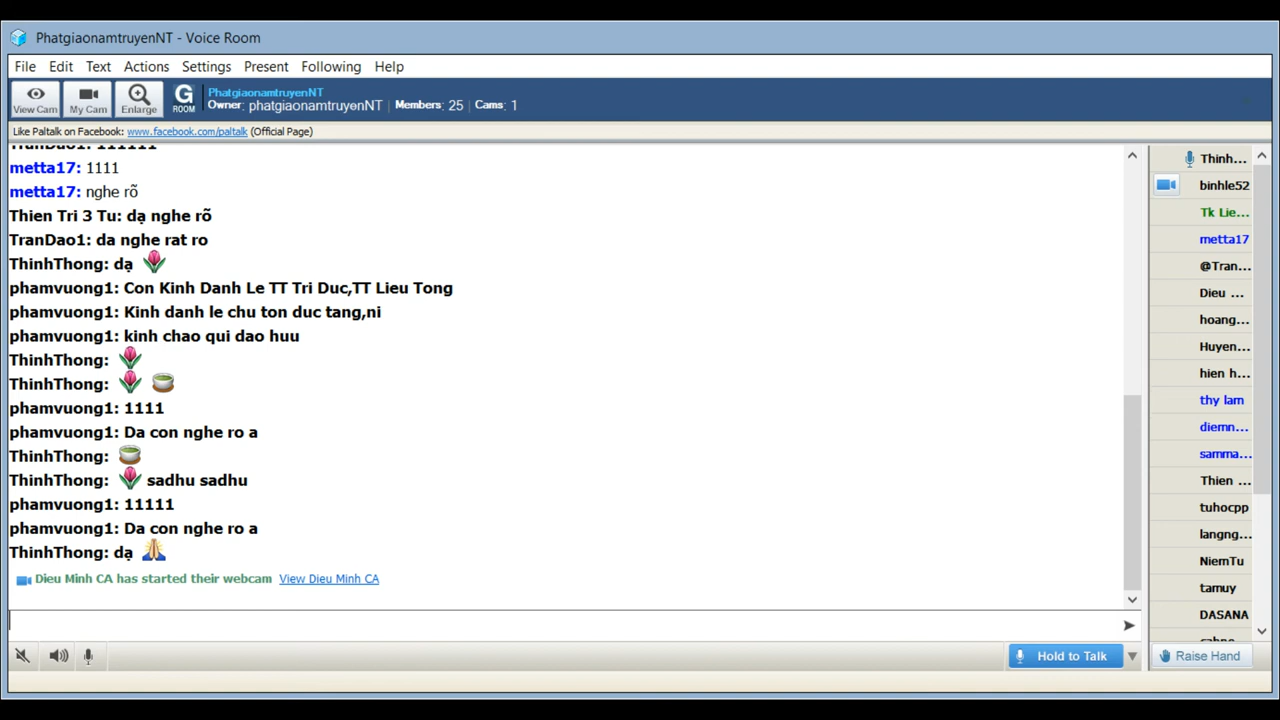 PhatgiaonamtruyenNT - Voice Room
File Edit Text Actions Settings Present Following Help
View Cam My Cam Enlarge G ROOM
PhatgiaonamtruyenNT
Owner: phatgiaonamtruyenNT Members: 25 Cams: 1
Like Paltalk on Facebook: www.facebook.com/paltalk (Official Page)
TranDao1: 111111
metta17: 1111
metta17: nghe rõ
Thien Tri 3 Tu: dạ nghe rõ
TranDao1: da nghe rat ro
ThinhThong: dạ
phamvuong1: Con Kinh Danh Le TT Tri Duc,TT Lieu Tong
phamvuong1: Kinh danh le chu ton duc tang,ni
phamvuong1: kinh chao qui dao huu
ThinhThong:
ThinhThong:
phamvuong1: 1111
phamvuong1: Da con nghe ro a
ThinhThong:
ThinhThong: sadhu sadhu
phamvuong1: 11111
phamvuong1: Da con nghe ro a
ThinhThong: dạ
Dieu Minh CA has started their webcam View Dieu Minh CA
Thinh...
binhle52
Tk Lie...
metta17
@Tran...
Dieu ...
hoang...
Huyen...
hien h...
thy lam
diemn...
samma...
Thien ...
tuhocpp
langng...
NiemTu
tamuy
DASANA
Hold to Talk
Raise Hand